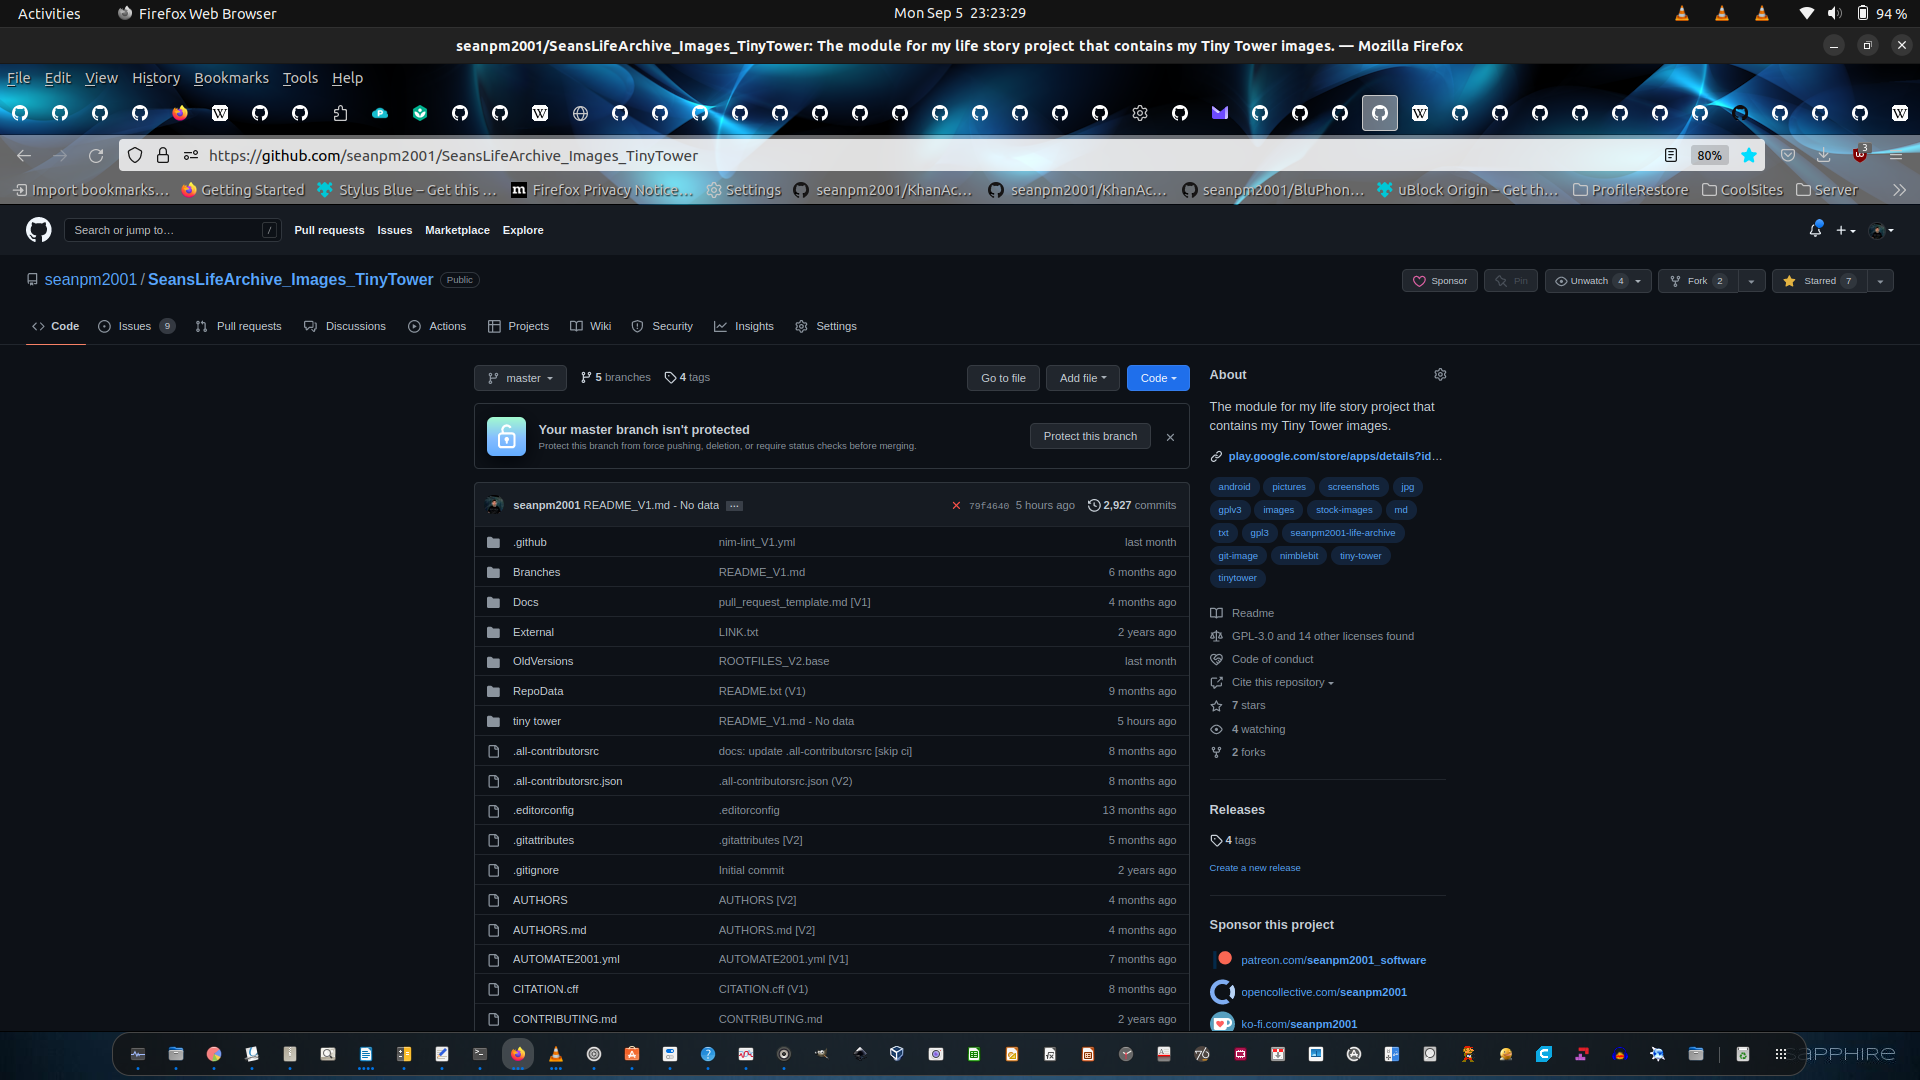 Activities Firefox Web Browser Mon Sep 5 23:23:29 94 %
seanpm2001/SeansLifeArchive_Images_TinyTower: The module for my life story project that contains my Tiny Tower images. — Mozilla Firefox
File Edit View History Bookmarks Tools Help
https://github.com/seanpm2001/SeansLifeArchive_Images_TinyTower 80% 3
Import bookmarks… Getting Started Stylus Blue – Get this … Firefox Privacy Notice… Settings seanpm2001/KhanAc… seanpm2001/KhanAc… seanpm2001/BluPhon… uBlock Origin – Get th… ProfileRestore CoolSites Server
Search or jump to… / Pull requests Issues Marketplace Explore
seanpm2001 / SeansLifeArchive_Images_TinyTower Public Sponsor Pin Unwatch 4 Fork 2 Starred 7
Code Issues 9 Pull requests Discussions Actions Projects Wiki Security Insights Settings
master 5 branches 4 tags Go to file Add file Code
Your master branch isn't protected
Protect this branch from force pushing, deletion, or require status checks before merging.
Protect this branch
seanpm2001 README_V1.md - No data … 79f4640 5 hours ago 2,927 commits
.github nim-lint_V1.yml last month
Branches README_V1.md 6 months ago
Docs pull_request_template.md [V1] 4 months ago
External LINK.txt 2 years ago
OldVersions ROOTFILES_V2.base last month
RepoData README.txt (V1) 9 months ago
tiny tower README_V1.md - No data 5 hours ago
.all-contributorsrc docs: update .all-contributorsrc [skip ci] 8 months ago
.all-contributorsrc.json .all-contributorsrc.json (V2) 8 months ago
.editorconfig .editorconfig 13 months ago
.gitattributes .gitattributes [V2] 5 months ago
.gitignore Initial commit 2 years ago
AUTHORS AUTHORS [V2] 4 months ago
AUTHORS.md AUTHORS.md [V2] 4 months ago
AUTOMATE2001.yml AUTOMATE2001.yml [V1] 7 months ago
CITATION.cff CITATION.cff (V1) 8 months ago
CONTRIBUTING.md CONTRIBUTING.md 2 years ago
About
The module for my life story project that
contains my Tiny Tower images.
play.google.com/store/apps/details?id…
android pictures screenshots jpg
gplv3 images stock-images md
txt gpl3 seanpm2001-life-archive
git-image nimblebit tiny-tower
tinytower
Readme
GPL-3.0 and 14 other licenses found
Code of conduct
Cite this repository
7 stars
4 watching
2 forks
Releases
4 tags
Create a new release
Sponsor this project
patreon.com/seanpm2001_software
opencollective.com/seanpm2001
ko-fi.com/seanpm2001